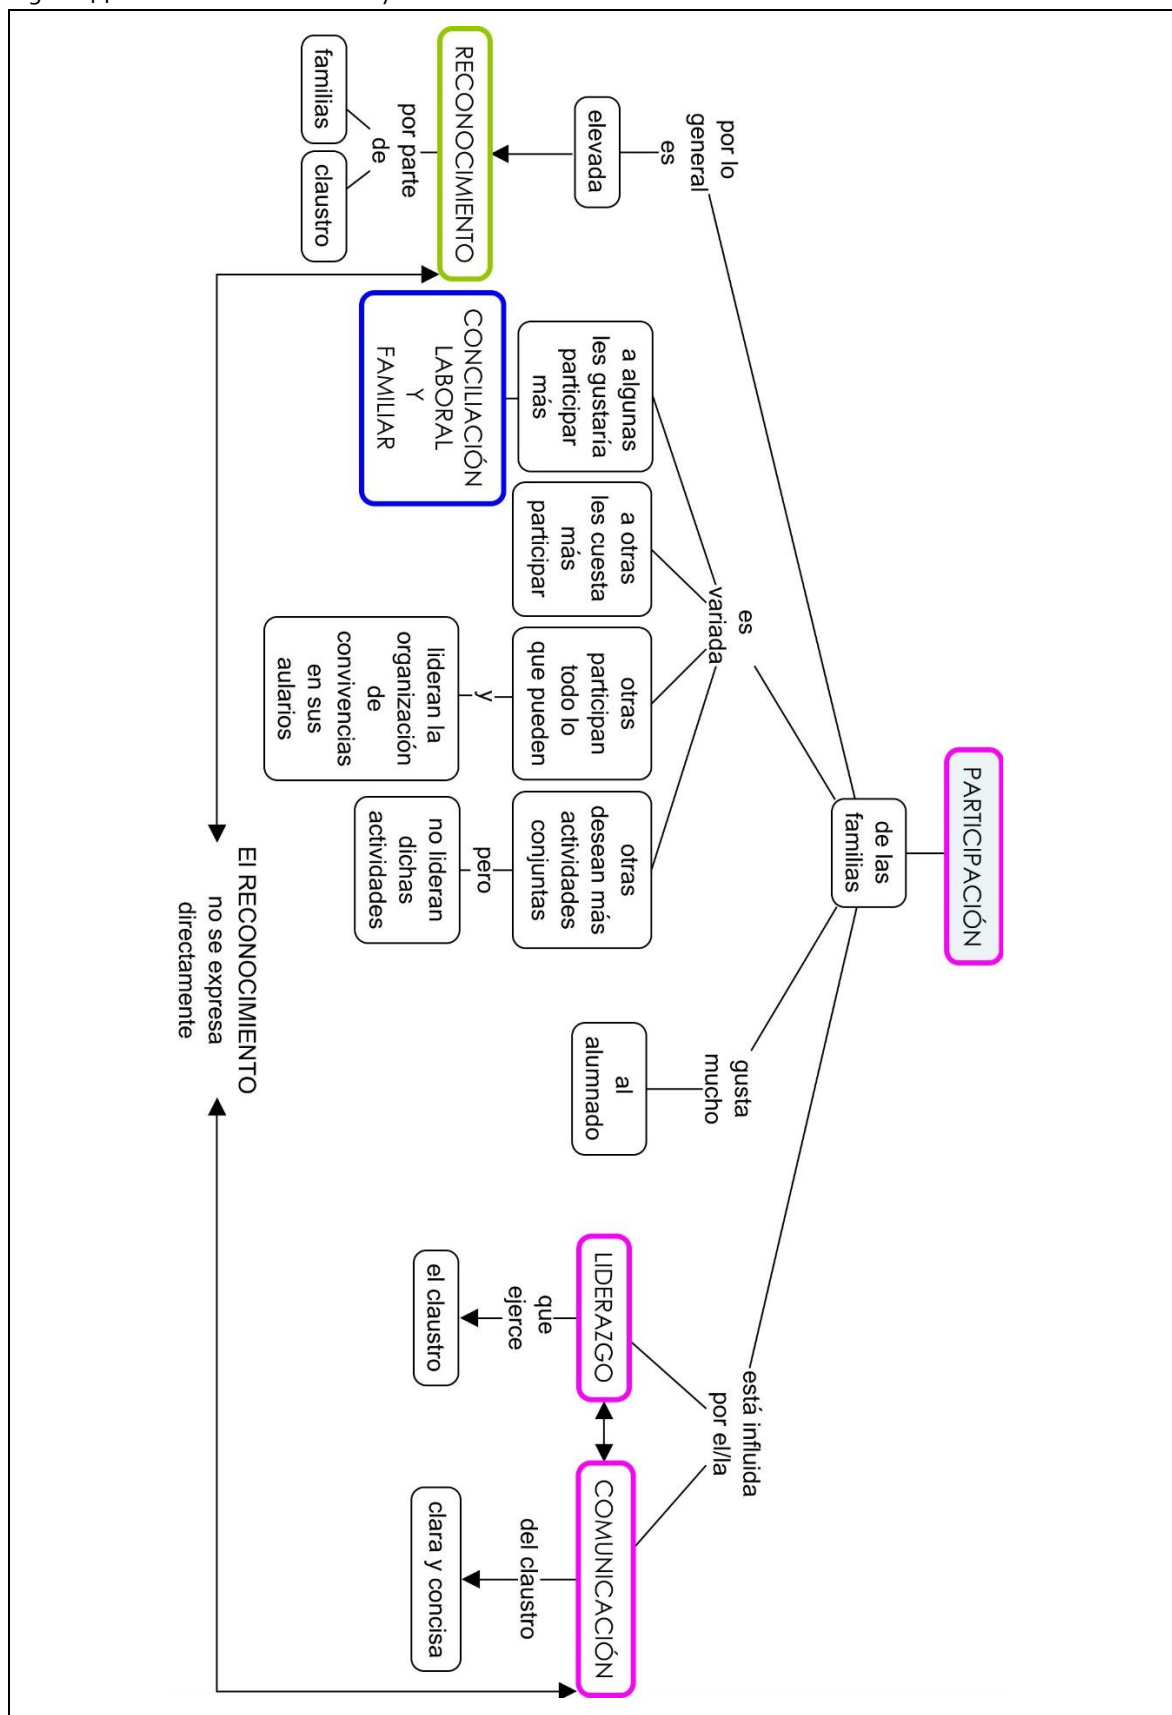 PARTICIPACIÓN
de las
familias
por lo
general
es
elevada
RECONOCIMIENTO
por parte
de
familias
claustro
es
variada
a algunas
les gustaría
participar
más
CONCILIACIÓN
LABORAL
Y
FAMILIAR
a otras
les cuesta
más
participar
otras
participan
todo lo
que pueden
y
lideran la
organización
de
convivencias
en sus
aularios
otras
desean más
actividades
conjuntas
pero
no lideran
dichas
actividades
gusta
mucho
al
alumnado
está influida
por el/la
LIDERAZGO
que
ejerce
el claustro
COMUNICACIÓN
del claustro
clara y concisa
El RECONOCIMIENTO
no se expresa
directamente